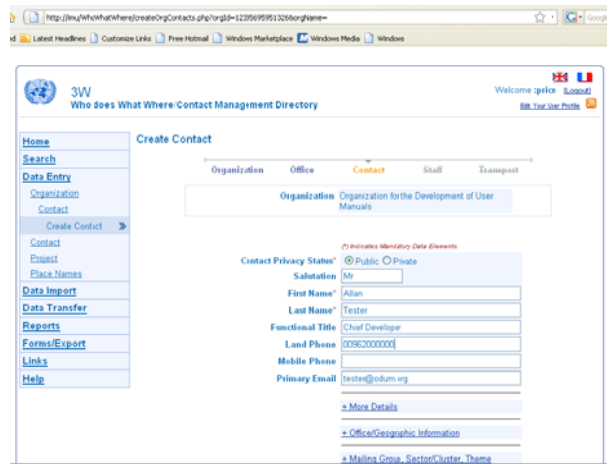 http://imu/WhoWhatWhere/createOrgContacts.php?orgId=1239569595132&orgName=
Latest Headlines Customize Links Free Hotmail Windows Marketplace Windows Media Windows
3W
Who does What Where/Contact Management Directory
Welcome :price [Logout]
Edit Your User Profile
Home
Search
Data Entry
Organization
Contact
Create Contact
Contact
Project
Place Names
Data Import
Data Transfer
Reports
Forms/Export
Links
Help
Create Contact
Organization Office Contact Staff Transport
Organization Organization for the Development of User
Manuals
(*) Indicates Mandatory Data Elements
Contact Privacy Status* Public Private
Salutation Mr
First Name* Allan
Last Name* Tester
Functional Title Chief Developer
Land Phone 00962000000
Mobile Phone
Primary Email tester@odum.org
+ More Details
+ Office/Geographic Information
+ Mailing Group, Sector/Cluster, Theme